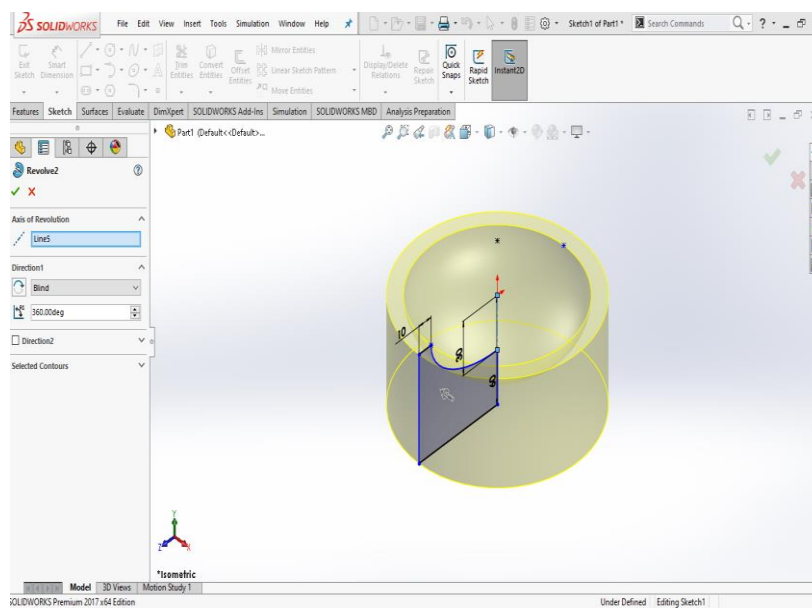 SOLIDWORKS File Edit View Insert Tools Simulation Window Help Sketch1 of Part1 * Search Commands
Exit Sketch Smart Dimension Trim Entities Convert Entities Offset Entities Mirror Entities Linear Sketch Pattern Move Entities Display/Delete Relations Repair Sketch Quick Snaps Rapid Sketch Instant2D
Features Sketch Surfaces Evaluate DimXpert SOLIDWORKS Add-Ins Simulation SOLIDWORKS MBD Analysis Preparation
Part1 (Default<<Default>...
Revolve2
Axis of Revolution
Line5
Direction1
Blind
360.00deg
Direction2
Selected Contours
10
Y
Z
X
*Isometric
Model 3D Views Motion Study 1
SOLIDWORKS Premium 2017 x64 Edition Under Defined Editing Sketch1